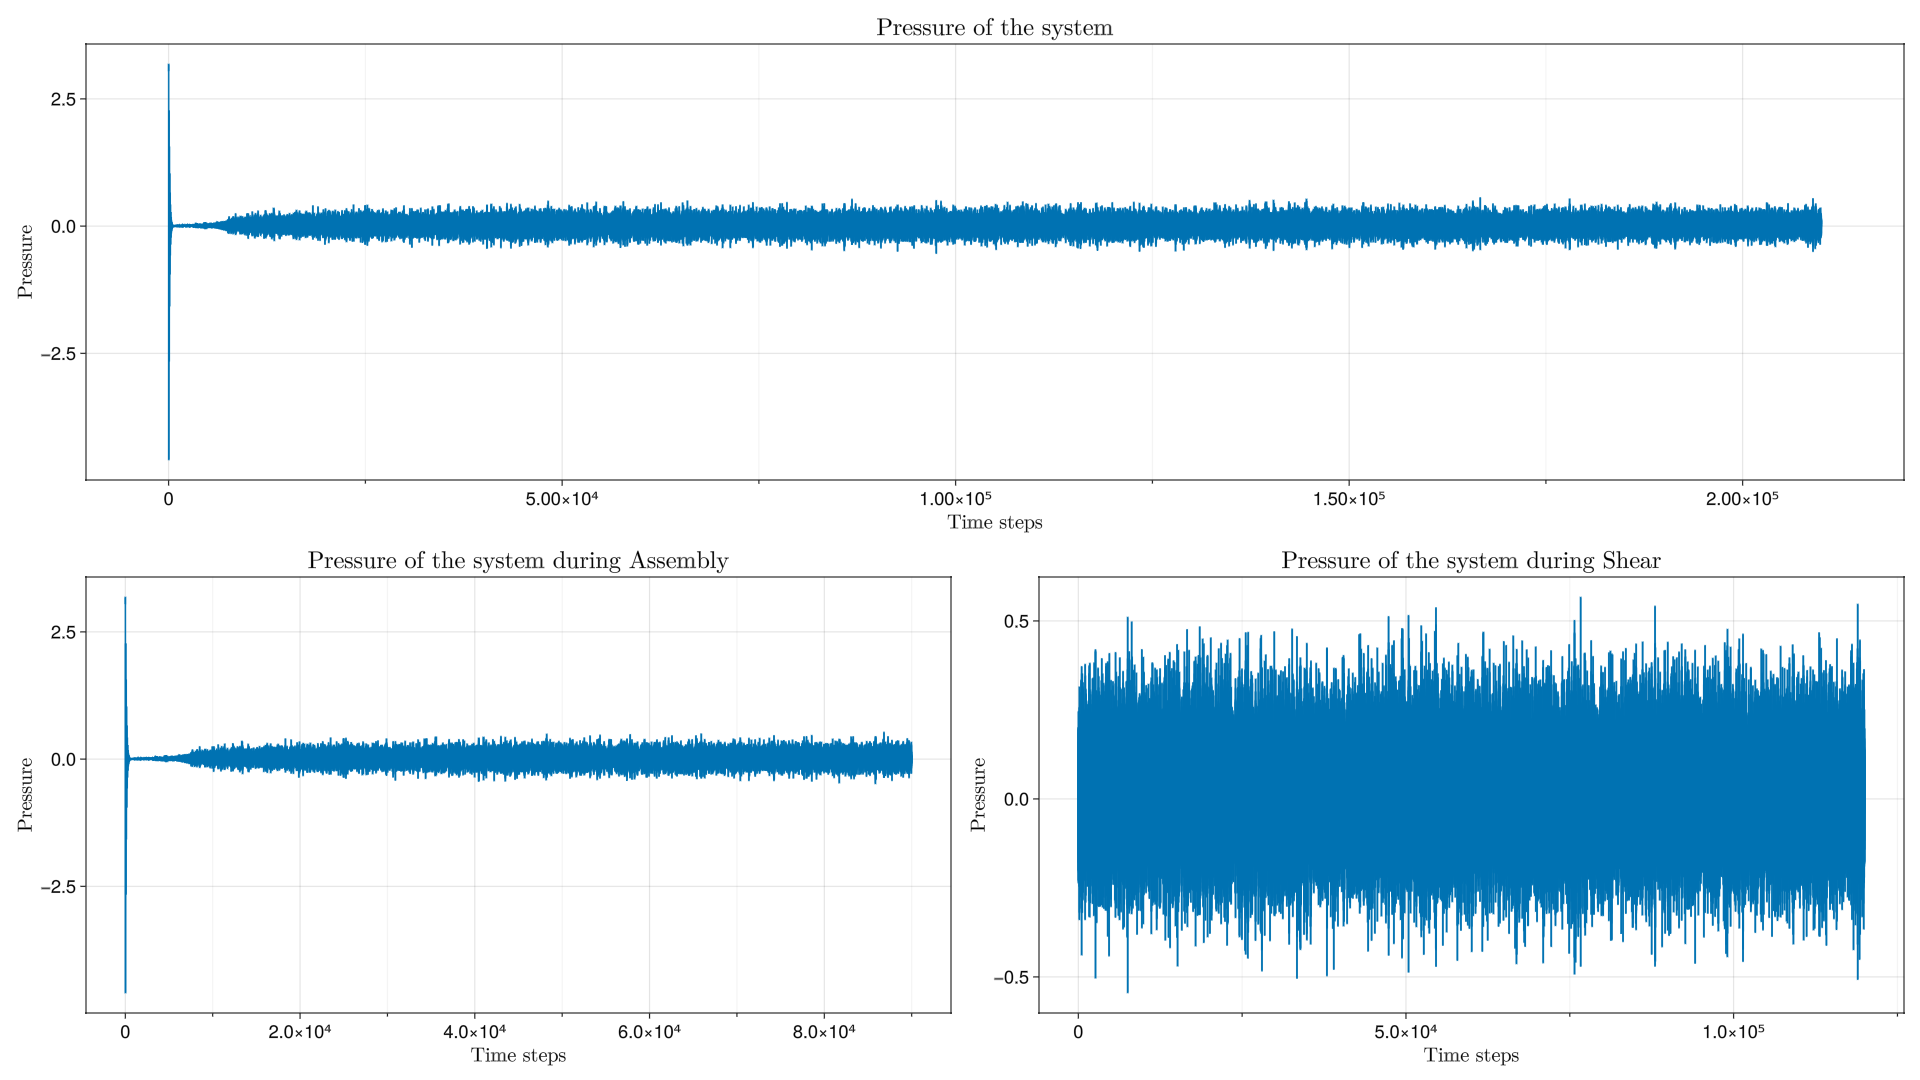 Pressure of the system
2.5
0.0
−2.5
Pressure
0 5.00×10⁴ 1.00×10⁵ 1.50×10⁵ 2.00×10⁵
Time steps
Pressure of the system during Assembly
2.5
0.0
−2.5
Pressure
0 2.0×10⁴ 4.0×10⁴ 6.0×10⁴ 8.0×10⁴
Time steps
Pressure of the system during Shear
0.5
0.0
−0.5
Pressure
0 5.0×10⁴ 1.0×10⁵
Time steps